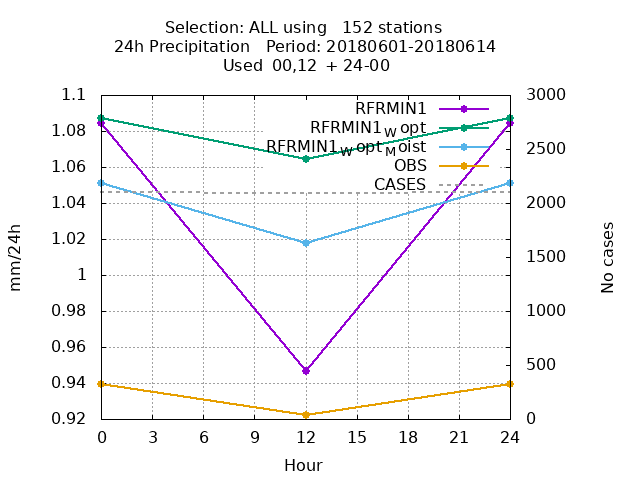 Selection: ALL using   152 stations
24h Precipitation   Period: 20180601-20180614
Used  00,12  + 24-00
1.1
1.08
1.06
1.04
1.02
1
0.98
0.96
0.94
0.92
mm/24h
RFRMIN1
RFRMIN1_W opt
RFRMIN1_W opt_M oist
OBS
CASES
3000
2500
2000
1500
1000
500
0
No cases
0 3 6 9 12 15 18 21 24
Hour